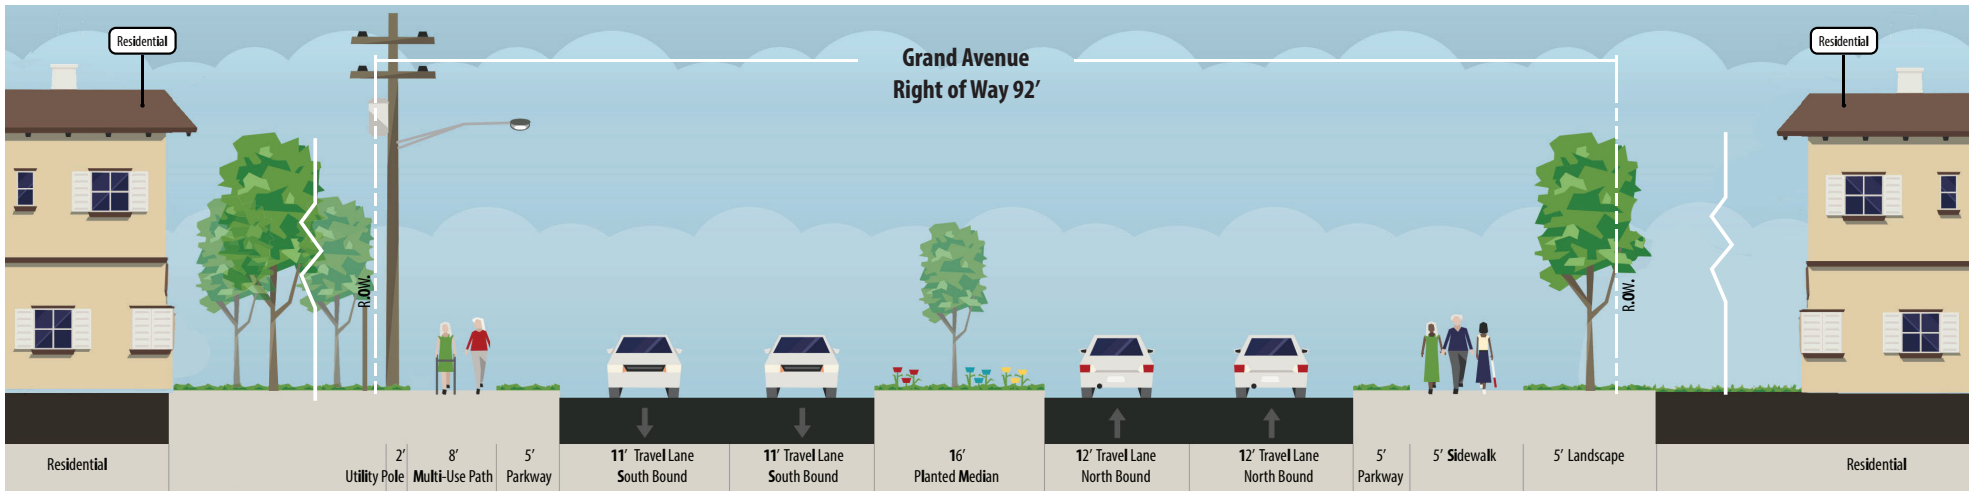 Residential
Residential
Grand Avenue
Right of Way 92’
R.OW.
R.OW.
Residential
2’
Utility Pole
8’
Multi-Use Path
5’
Parkway
11’ Travel Lane
South Bound
11’ Travel Lane
South Bound
16’
Planted Median
12’ Travel Lane
North Bound
12’ Travel Lane
North Bound
5’
Parkway
5’ Sidewalk
5’ Landscape
Residential